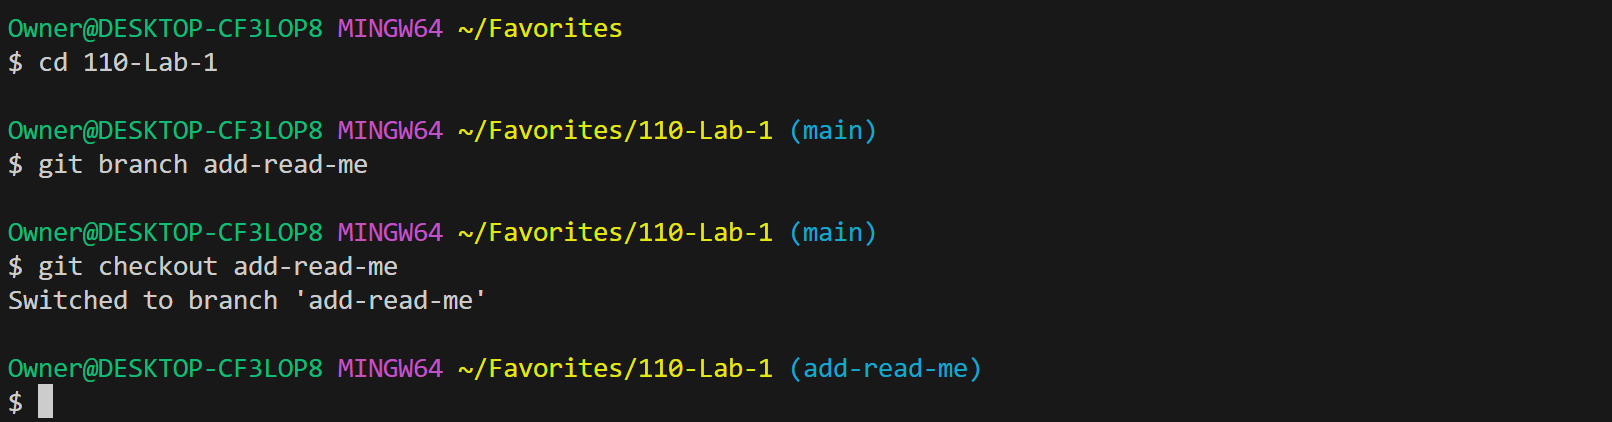 Owner@DESKTOP-CF3LOP8 MINGW64 ~/Favorites
$ cd 110-Lab-1
Owner@DESKTOP-CF3LOP8 MINGW64 ~/Favorites/110-Lab-1 (main)
$ git branch add-read-me
Owner@DESKTOP-CF3LOP8 MINGW64 ~/Favorites/110-Lab-1 (main)
$ git checkout add-read-me
Switched to branch 'add-read-me'
Owner@DESKTOP-CF3LOP8 MINGW64 ~/Favorites/110-Lab-1 (add-read-me)
$